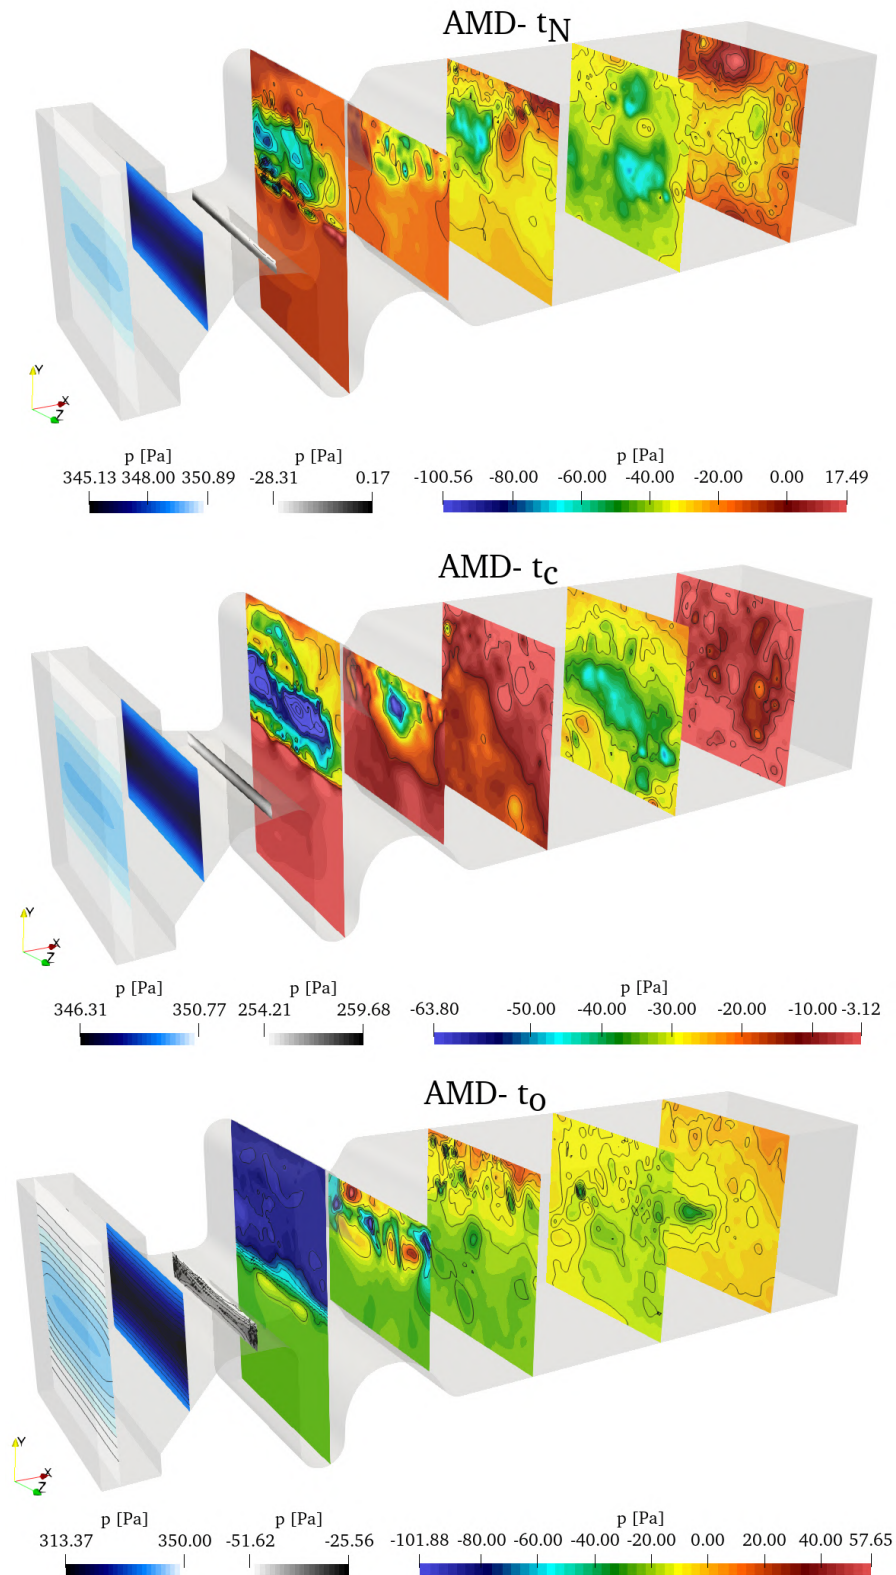 AMD- tN
Y
X
Z
p [Pa] p [Pa] p [Pa]
345.13 348.00 350.89 -28.31 0.17 -100.56 -80.00 -60.00 -40.00 -20.00 0.00 17.49
AMD- tc
Y
X
Z
p [Pa] p [Pa] p [Pa]
346.31 350.77 254.21 259.68 -63.80 -50.00 -40.00 -30.00 -20.00 -10.00 -3.12
AMD- to
Y
X
Z
p [Pa] p [Pa] p [Pa]
313.37 350.00 -51.62 -25.56 -101.88 -80.00 -60.00 -40.00 -20.00 0.00 20.00 40.00 57.65